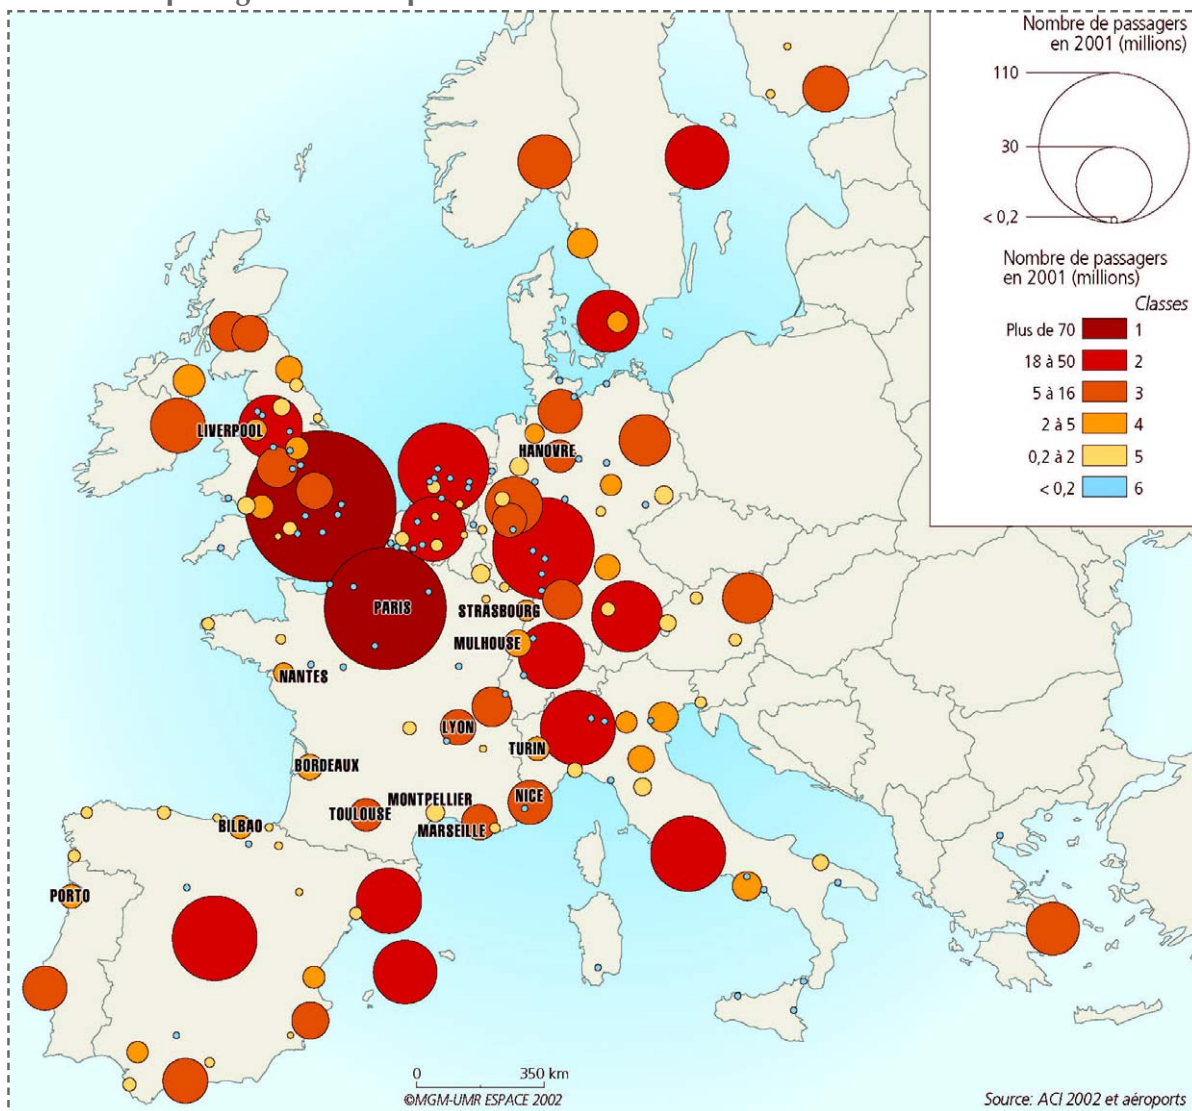 Nombre de passagers
en 2001 (millions)
110
30
< 0,2
Nombre de passagers
en 2001 (millions)
Classes
Plus de 70 1
18 à 50 2
5 à 16 3
2 à 5 4
0,2 à 2 5
< 0,2 6
LIVERPOOL
HANOVRE
PARIS
STRASBOURG
MULHOUSE
NANTES
LYON
TURIN
BORDEAUX
NICE
MONTPELLIER
TOULOUSE
MARSEILLE
BILBAO
PORTO
0 350 km
©MGM-UMR ESPACE 2002
Source: ACI 2002 et aéroports